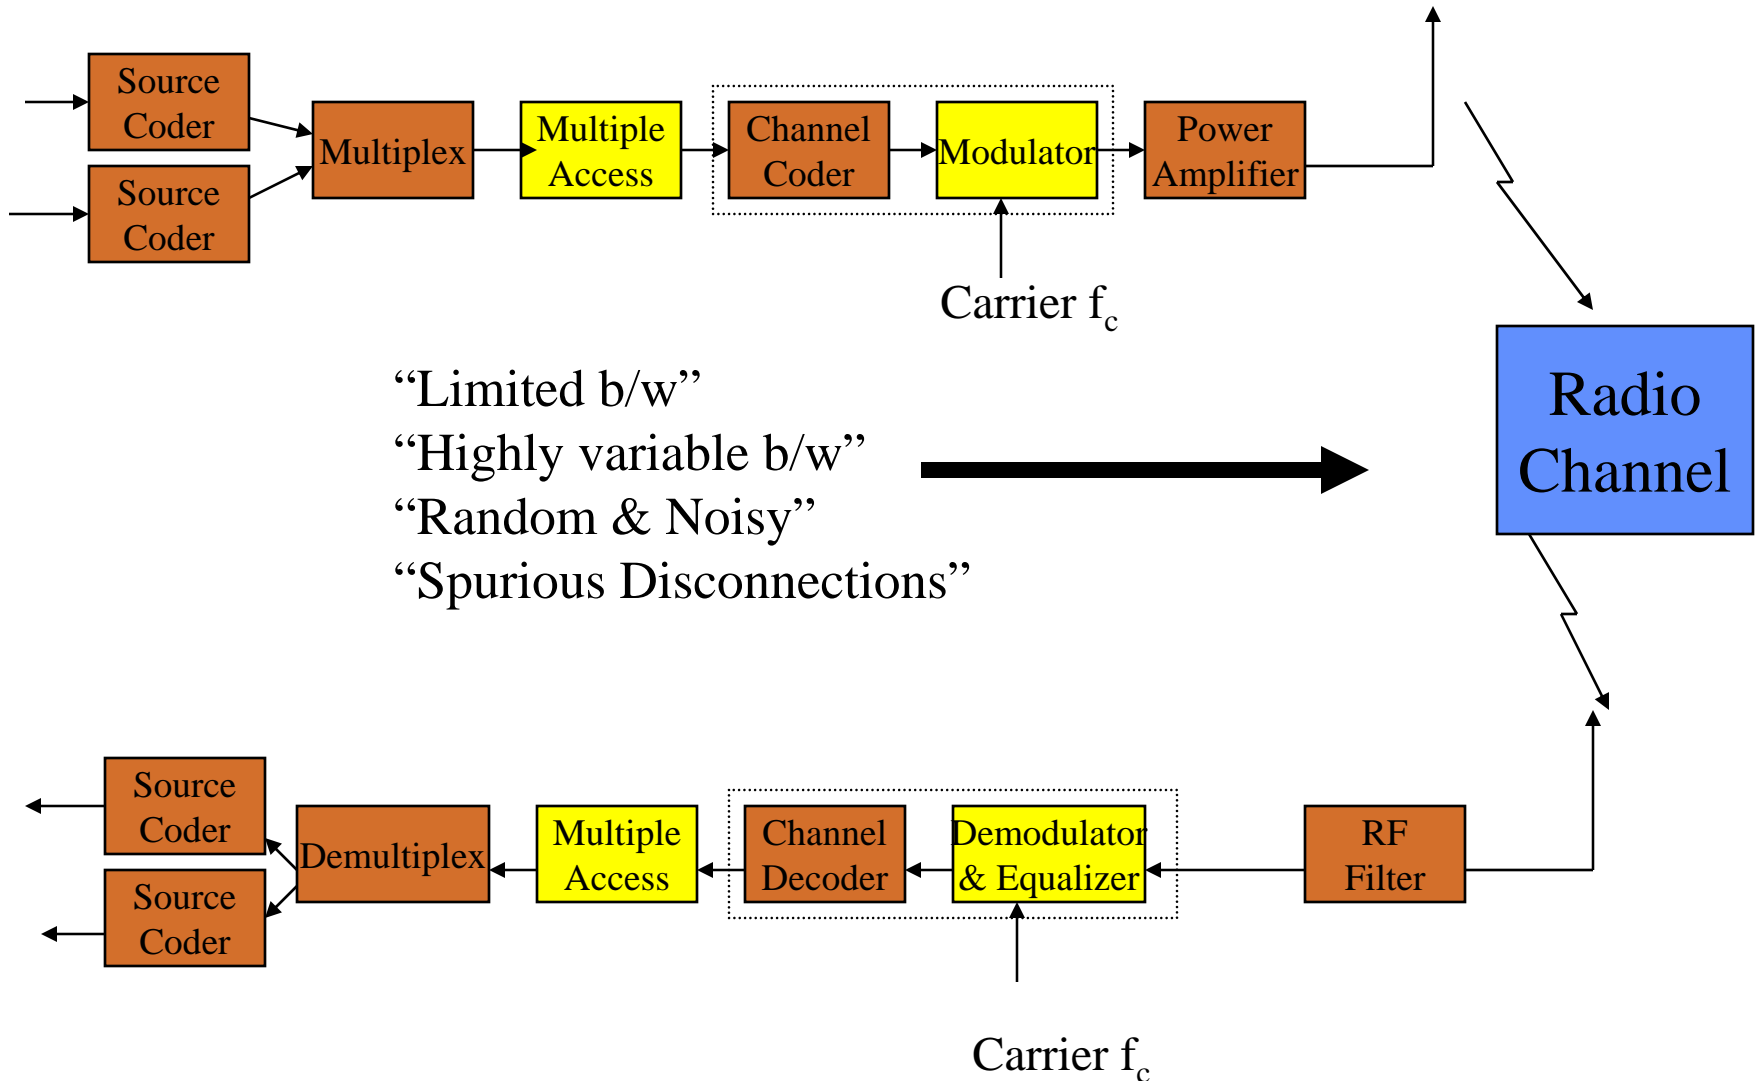 Source
Coder
Source
Coder
Multiplex
Multiple
Access
Channel
Coder
Modulator
Power
Amplifier
Carrier fc
“Limited b/w”
“Highly variable b/w”
“Random & Noisy”
“Spurious Disconnections”
Radio
Channel
Source
Coder
Source
Coder
Demultiplex
Multiple
Access
Channel
Decoder
Demodulator
& Equalizer
RF
Filter
Carrier fc